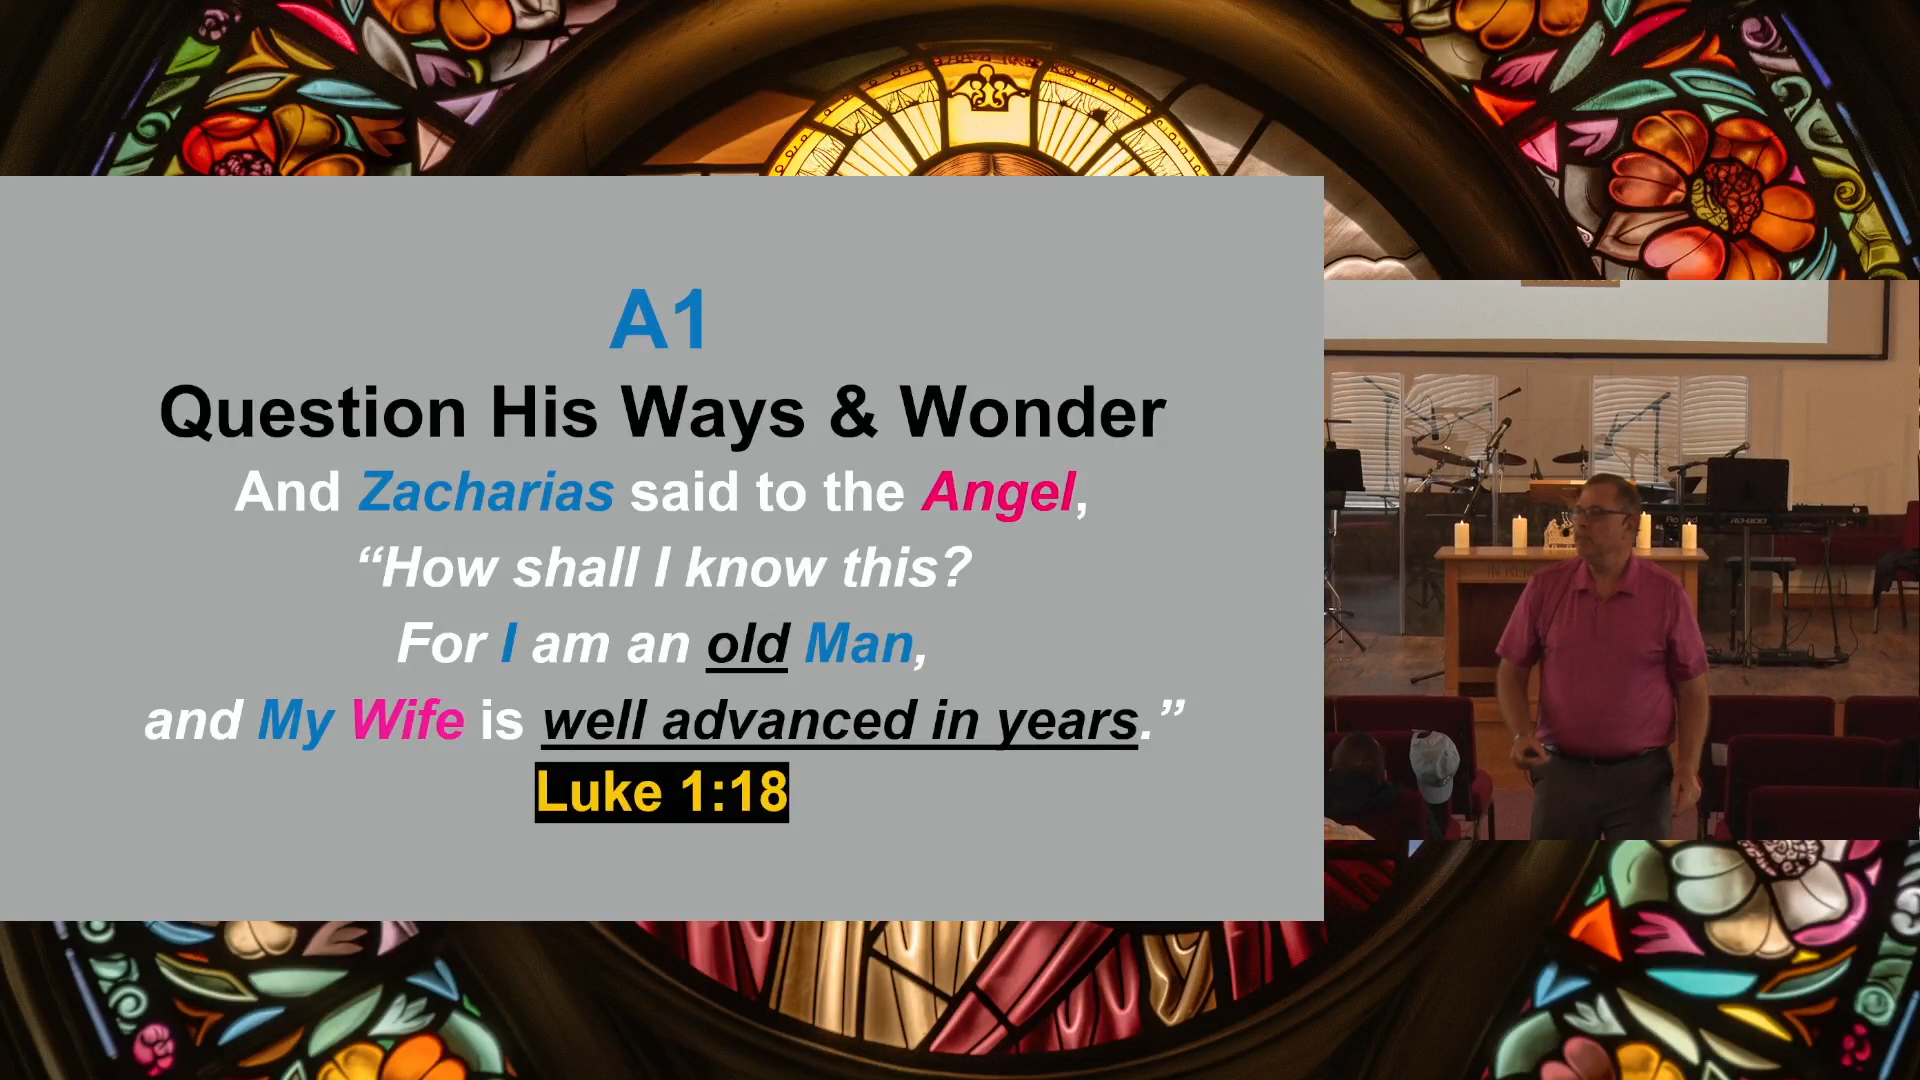 A1
Question His Ways & Wonder
And Zacharias said to the Angel,
“How shall I know this?
For I am an old Man,
and My Wife is well advanced in years.”
Luke 1:18
Roland